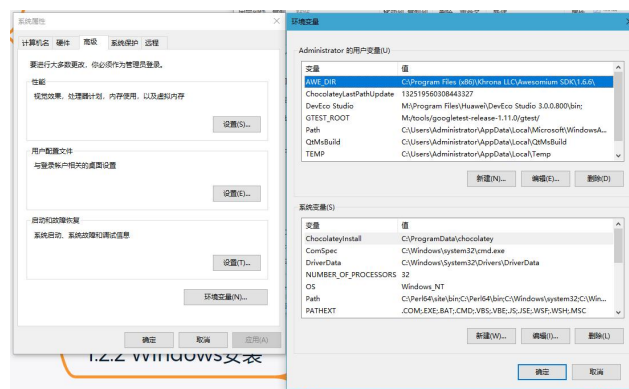 系统属性
计算机名 硬件 高级 系统保护 远程
要进行大多数更改，你必须作为管理员登录。
性能
视觉效果，处理器计划，内存使用，以及虚拟内存
设置(S)...
用户配置文件
与登录帐户相关的桌面设置
设置(E)...
启动和故障恢复
系统启动、系统故障和调试信息
设置(T)...
环境变量(N)...
确定 取消 应用(A)
1.2.2 Windows安装
环境变量
Administrator 的用户变量(U)
变量 值
AWE_DIR C:\Program Files (x86)\Khrona LLC\Awesomium SDK\1.6.6\
ChocolateyLastPathUpdate 132519560308443327
DevEco Studio M:\Program Files\Huawei\DevEco Studio 3.0.0.800\bin;
GTEST_ROOT M:/tools/googletest-release-1.11.0/gtest/
Path C:\Users\Administrator\AppData\Local\Microsoft\WindowsA...
QtMsBuild C:\Users\Administrator\AppData\Local\QtMsBuild
TEMP C:\Users\Administrator\AppData\Local\Temp
新建(N)... 编辑(E)... 删除(D)
系统变量(S)
变量 值
ChocolateyInstall C:\ProgramData\chocolatey
ComSpec C:\Windows\system32\cmd.exe
DriverData C:\Windows\System32\Drivers\DriverData
NUMBER_OF_PROCESSORS 32
OS Windows_NT
Path C:\Perl64\site\bin;C:\Perl64\bin;C:\Windows\system32;C:\Win...
PATHEXT .COM;.EXE;.BAT;.CMD;.VBS;.VBE;.JS;.JSE;.WSF;.WSH;.MSC
新建(W)... 编辑(I)... 删除(L)
确定 取消